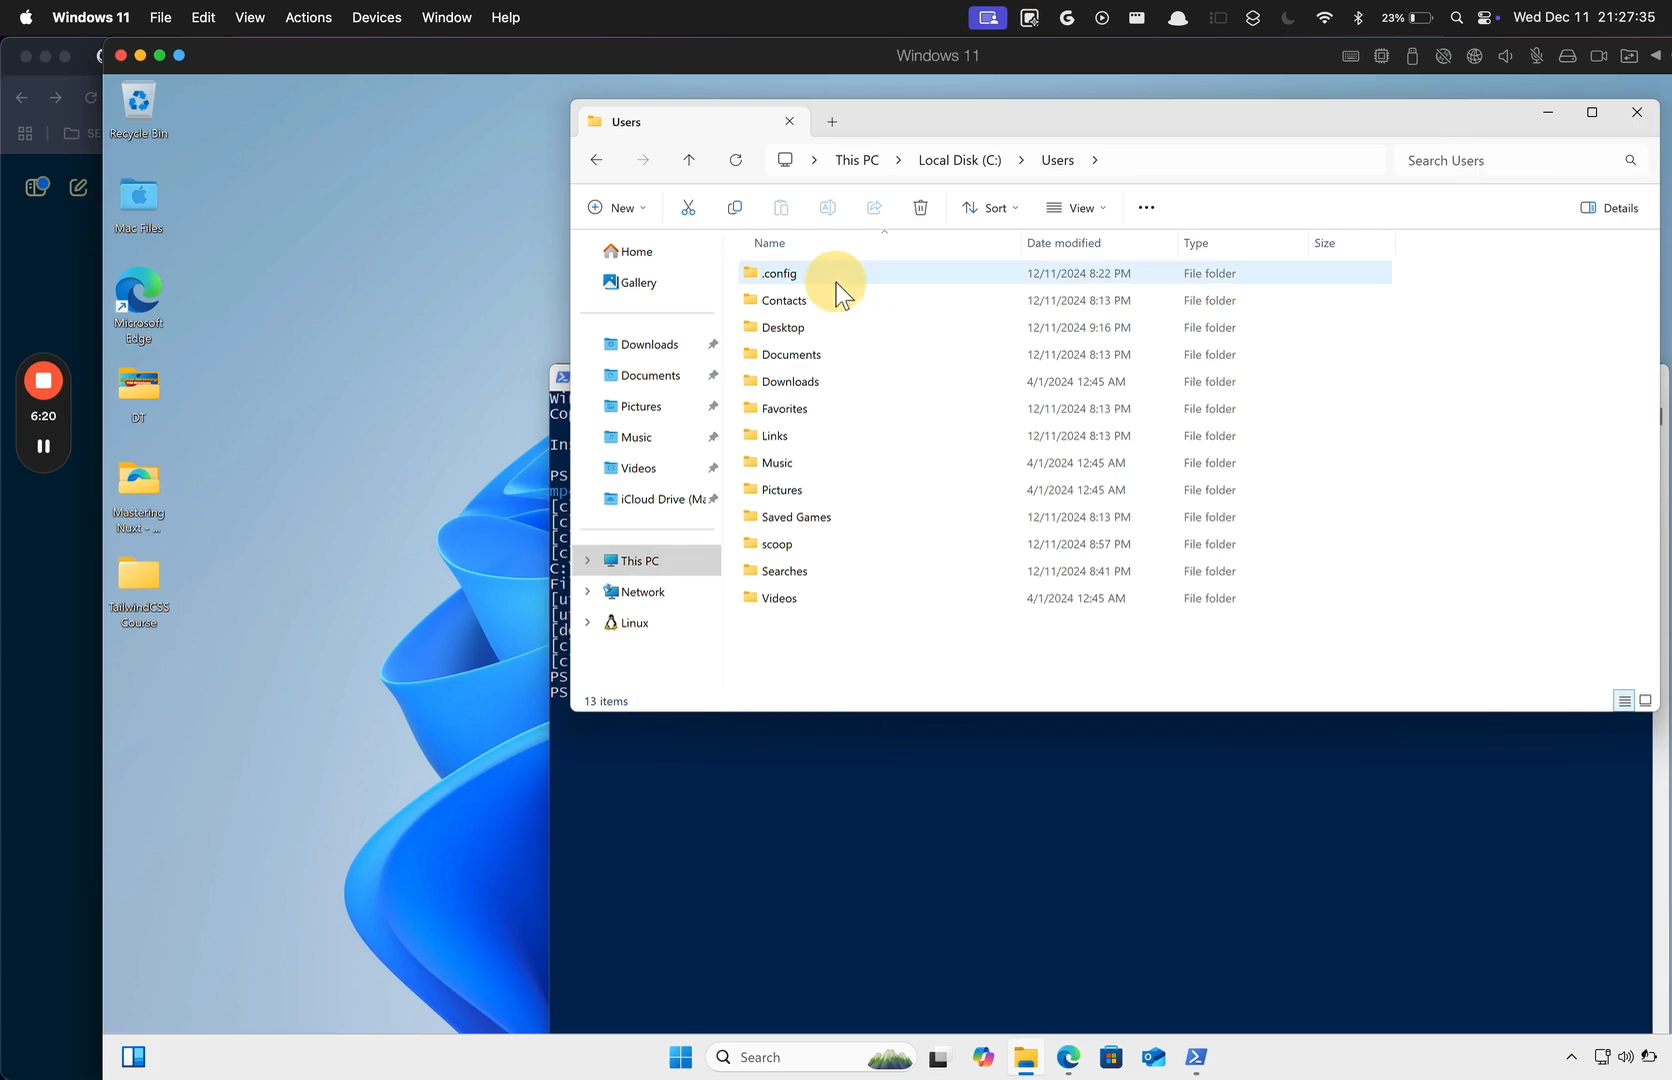 Windows 11 File Edit View Actions Devices Window Help 23% Wed Dec 11 21:27:35
Windows 11
Recycle Bin
Mac Files
Microsoft
Edge
DT
Mastering
Nuxt - ...
TailwindCSS
Course
6:20
Users
This PC Local Disk (C:) Users
Search Users
New Sort View Details
Name Date modified Type Size
Home
Gallery
Downloads
Documents
Pictures
Music
Videos
iCloud Drive (Ma
This PC
Network
Linux
.config 12/11/2024 8:22 PM File folder
Contacts 12/11/2024 8:13 PM File folder
Desktop 12/11/2024 9:16 PM File folder
Documents 12/11/2024 8:13 PM File folder
Downloads 4/1/2024 12:45 AM File folder
Favorites 12/11/2024 8:13 PM File folder
Links 12/11/2024 8:13 PM File folder
Music 4/1/2024 12:45 AM File folder
Pictures 4/1/2024 12:45 AM File folder
Saved Games 12/11/2024 8:13 PM File folder
scoop 12/11/2024 8:57 PM File folder
Searches 12/11/2024 8:41 PM File folder
Videos 4/1/2024 12:45 AM File folder
13 items
PS
PS
PS
Search